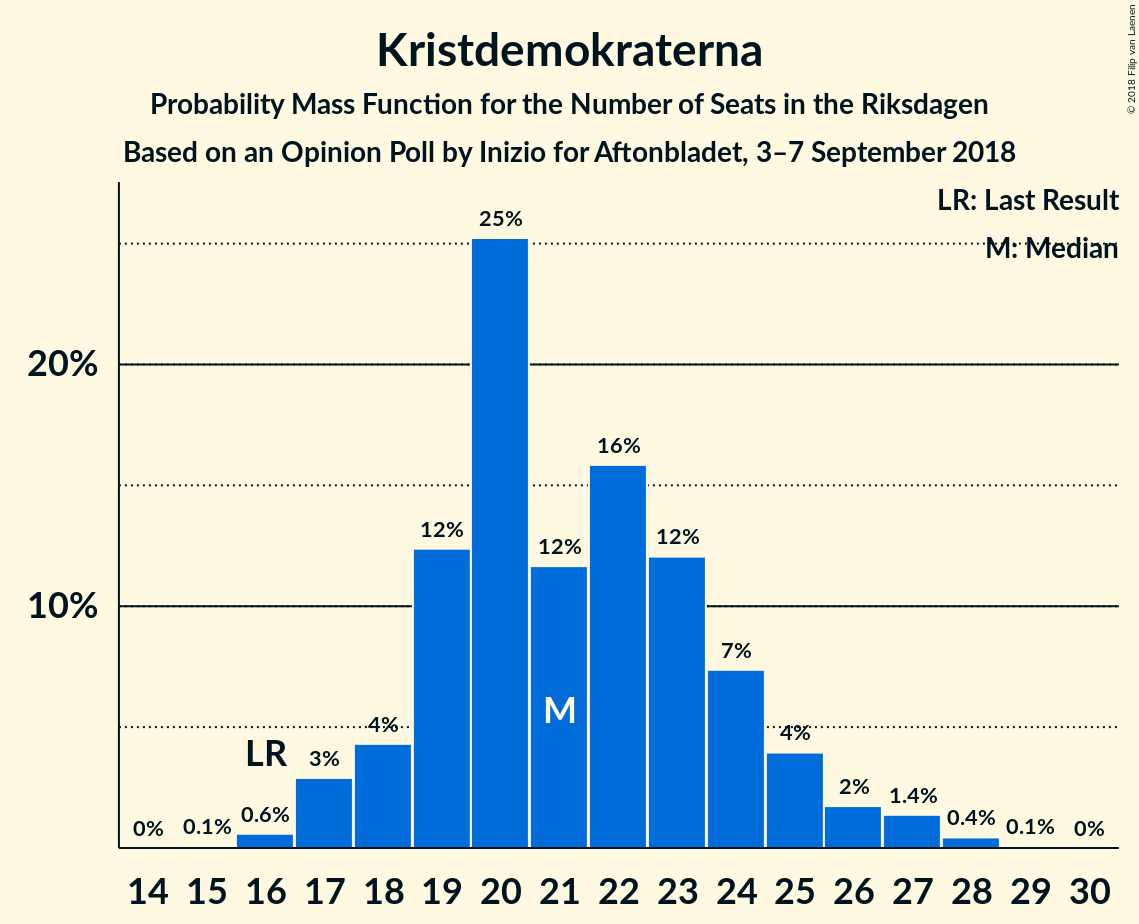 Kristdemokraterna
Probability Mass Function for the Number of Seats in the Riksdagen
Based on an Opinion Poll by Inizio for Aftonbladet, 3–7 September 2018
© 2018 Filip van Laenen
LR: Last Result
M: Median
25%
20%
16%
12%
12%
12%
10%
7%
M
4%
4%
LR
3%
2%
1.4%
0%
0.1%
0.6%
0.4%
0.1%
0%
14 15 16 17 18 19 20 21 22 23 24 25 26 27 28 29 30